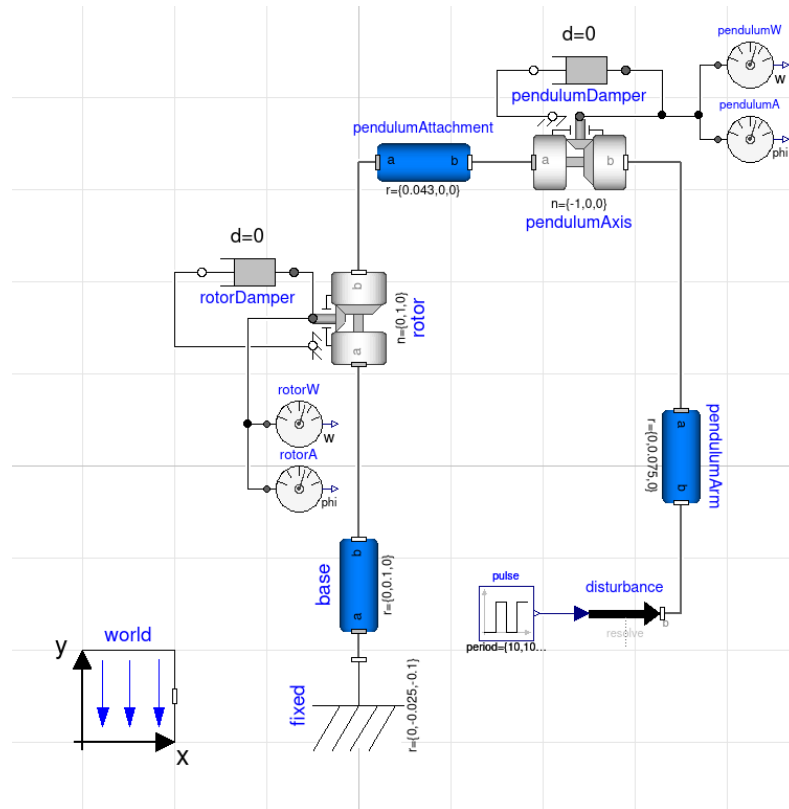 d=0
pendulumW
w
pendulumDamper
pendulumA
phi
pendulumAttachment
a
b
r={0.043,0,0}
a
b
n={-1,0,0}
pendulumAxis
d=0
rotorDamper
b
a
n={0,1,0}
rotor
rotorW
w
rotorA
phi
a
b
r={0,0.075,0}
pendulumArm
b
a
base
r={0,0.1,0}
pulse
period={10,10...
disturbance
b
resolve
world
y
x
fixed
r={0,-0.025,-0.1}